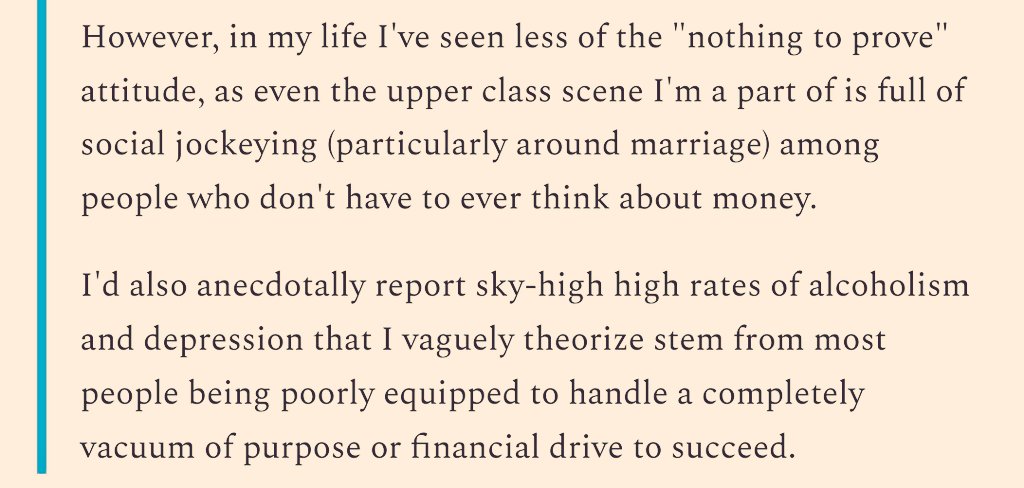 However, in my life I've seen less of the "nothing to prove"
attitude, as even the upper class scene I'm a part of is full of
social jockeying (particularly around marriage) among
people who don't have to ever think about money.
I'd also anecdotally report sky-high high rates of alcoholism
and depression that I vaguely theorize stem from most
people being poorly equipped to handle a completely
vacuum of purpose or financial drive to succeed.